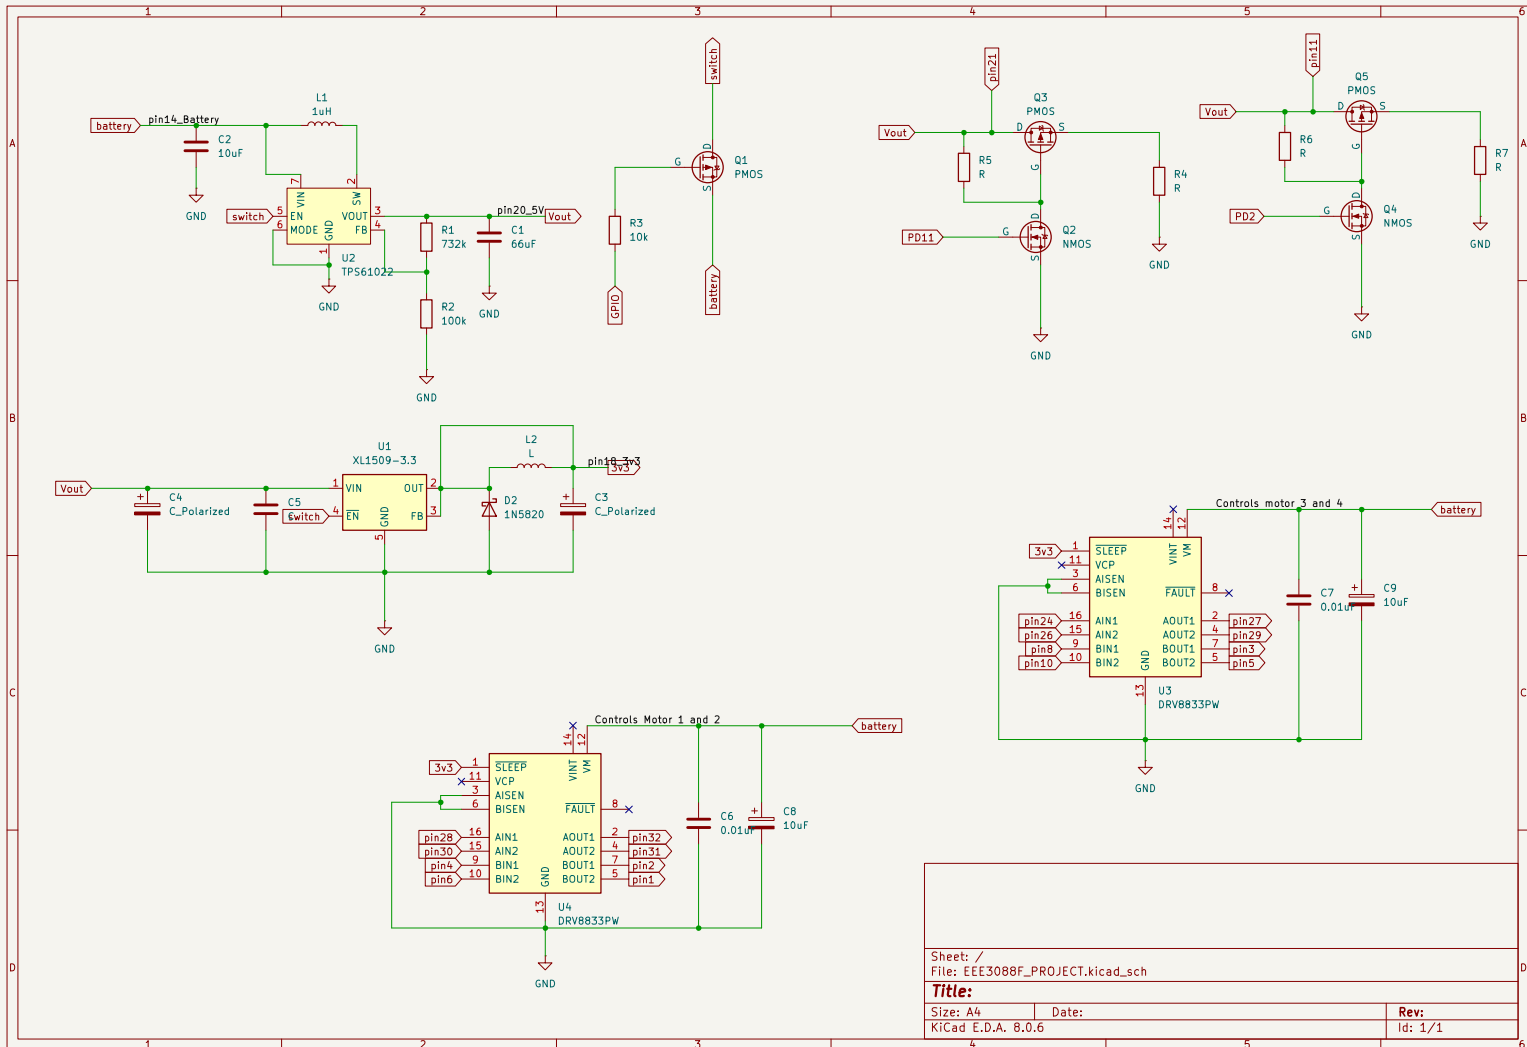 1 2 3 4 5 6
A
B
C
D
battery
pin14_Battery
C2
10uF
GND
L1
1uH
7
2
VIN
SW
switch
5
EN
6
MODE
GND
1
VOUT
3
FB
4
U2
TPS61022
GND
pin20_5V
Vout
R1
732k
C1
66uF
GND
R2
100k
GND
switch
D
G
S
Q1
PMOS
R3
10k
GPIO
battery
pin21
Q3
PMOS
Vout
D
S
G
R5
R
R4
R
D
G
S
Q2
NMOS
PD11
GND
GND
pin11
Q5
PMOS
Vout
D
S
G
R6
R
R7
R
D
G
S
Q4
NMOS
PD2
GND
GND
U1
XL1509-3.3
Vout
C4
C_Polarized
C5
switch
1
VIN
4
EN
GND
5
OUT
2
FB
3
L2
L
pin18_3v3
3v3
D2
1N5820
C3
C_Polarized
GND
Controls motor 3 and 4
battery
14
12
VINT
VM
3v3
1
SLEEP
11
VCP
3
AISEN
6
BISEN
FAULT
8
pin24
16
AIN1
AOUT1
2
pin27
pin26
15
AIN2
AOUT2
4
pin29
pin8
9
BIN1
BOUT1
7
pin3
pin10
10
BIN2
BOUT2
5
pin5
GND
13
U3
DRV8833PW
C7
0.01uF
C9
10uF
GND
Controls Motor 1 and 2
battery
14
12
VINT
VM
3v3
1
SLEEP
11
VCP
3
AISEN
6
BISEN
FAULT
8
pin28
16
AIN1
AOUT1
2
pin32
pin30
15
AIN2
AOUT2
4
pin31
pin4
9
BIN1
BOUT1
7
pin2
pin6
10
BIN2
BOUT2
5
pin1
GND
13
U4
DRV8833PW
C6
0.01uF
C8
10uF
GND
Sheet: /
File: EEE3088F_PROJECT.kicad_sch
Title:
Size: A4
Date:
Rev:
KiCad E.D.A. 8.0.6
Id: 1/1
A
B
C
D
1 2 3 4 5 6